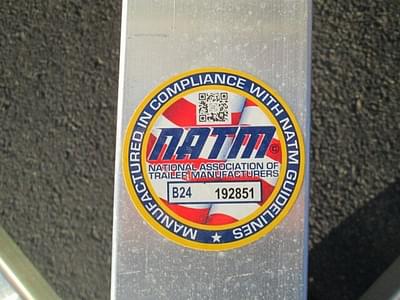 MANUFACTURED IN COMPLIANCE WITH NATM GUIDELINES
NATM©
NATIONAL ASSOCIATION OF
TRAILER MANUFACTURERS
B24 192851